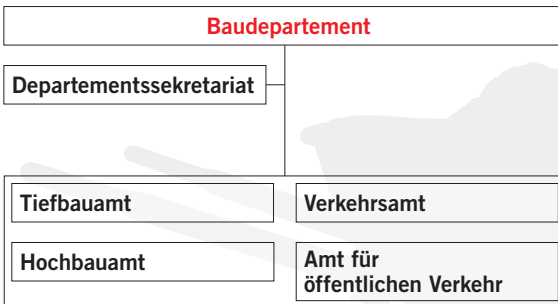 Baudepartement
Departementssekretariat
Tiefbauamt
Verkehrsamt
Hochbauamt
Amt für
öffentlichen Verkehr